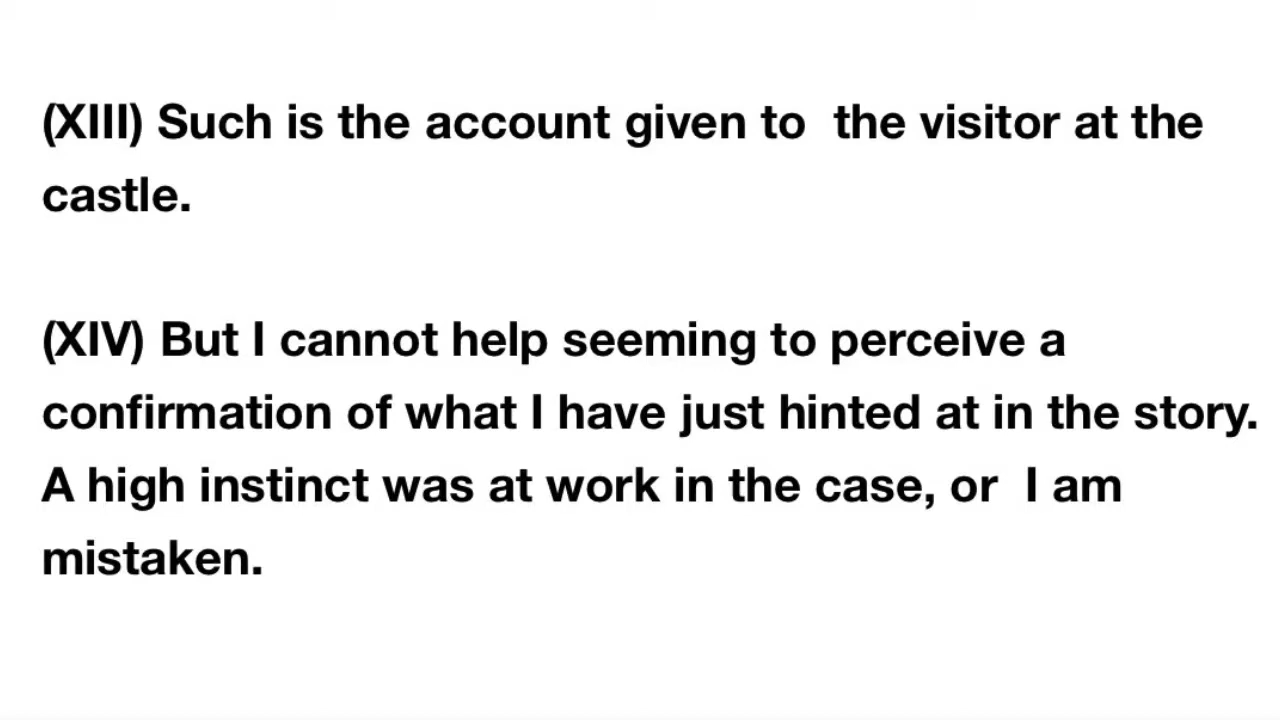 (XIII) Such is the account given to  the visitor at the
castle.
(XIV) But I cannot help seeming to perceive a
confirmation of what I have just hinted at in the story.
A high instinct was at work in the case, or  I am
mistaken.